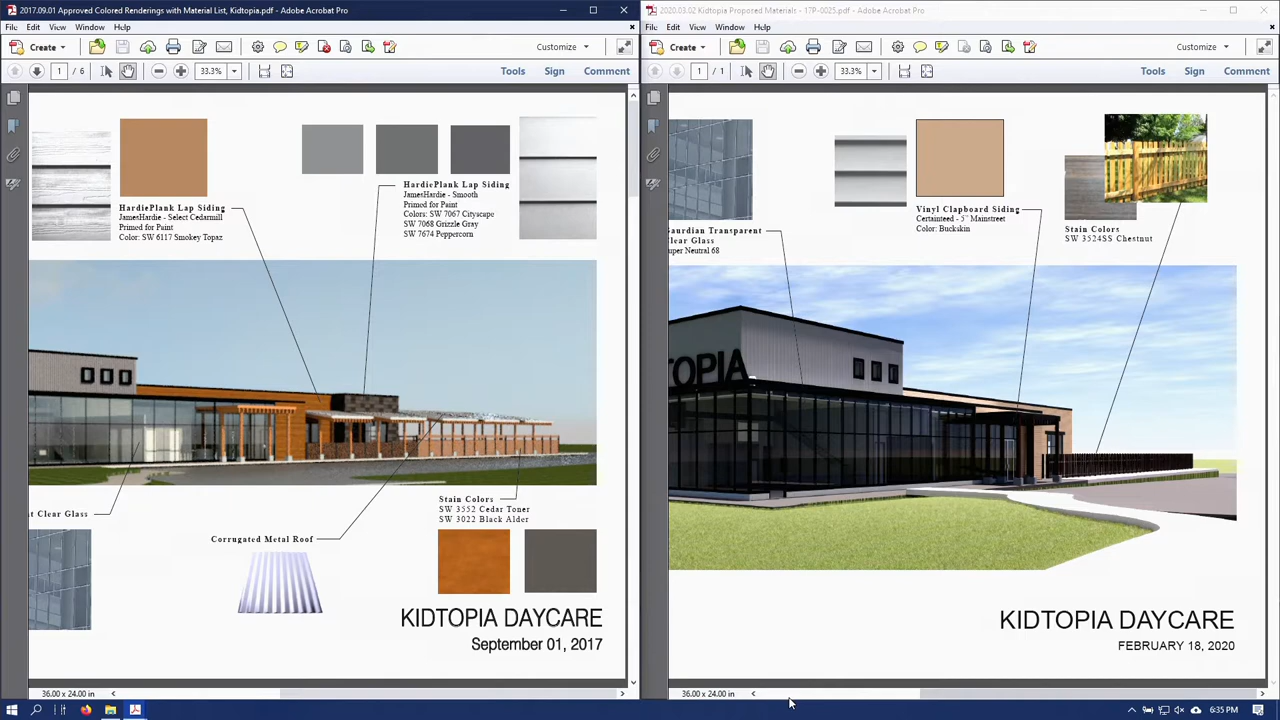 2017.09.01 Approved Colored Renderings with Material List, Kidtopia.pdf - Adobe Acrobat Pro
File Edit View Window Help
Create
Customize
1 / 6
33.3%
Tools Sign Comment
HardiePlank Lap Siding
JamesHardie - Select Cedarmill
Primed for Paint
Color: SW 6117 Smokey Topaz
HardiePlank Lap Siding
JamesHardie - Smooth
Primed for Paint
Colors: SW 7067 Cityscape
SW 7068 Grizzle Gray
SW 7674 Peppercorn
t Clear Glass
Corrugated Metal Roof
Stain Colors
SW 3552 Cedar Toner
SW 3022 Black Alder
KIDTOPIA DAYCARE
September 01, 2017
36.00 x 24.00 in
2020.03.02 Kidtopia Proposed Materials - 17P-0025.pdf - Adobe Acrobat Pro
File Edit View Window Help
Create
Customize
1 / 1
33.3%
Tools Sign Comment
Gaurdian Transparent
Clear Glass
uper Neutral 68
Vinyl Clapboard Siding
Certainteed - 5" Mainstreet
Color: Buckskin
Stain Colors
SW 3524SS Chestnut
TOPIA
KIDTOPIA DAYCARE
FEBRUARY 18, 2020
36.00 x 24.00 in
6:35 PM